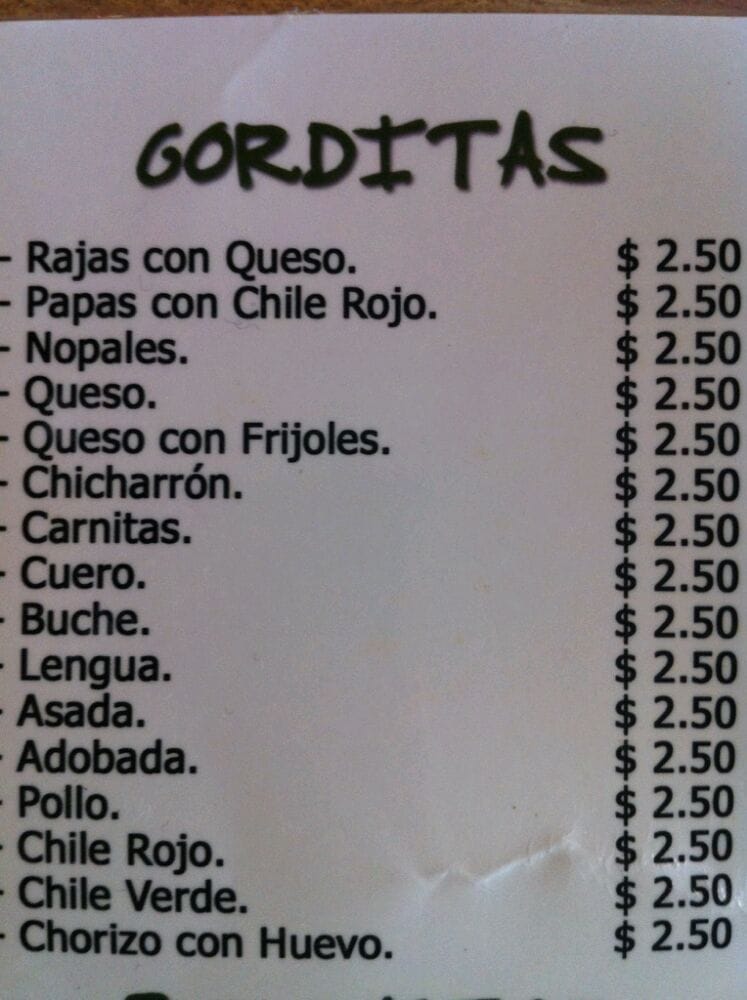 GORDITAS
- Rajas con Queso. $ 2.50
- Papas con Chile Rojo. $ 2.50
- Nopales. $ 2.50
- Queso. $ 2.50
- Queso con Frijoles. $ 2.50
- Chicharrón. $ 2.50
- Carnitas. $ 2.50
- Cuero. $ 2.50
- Buche. $ 2.50
- Lengua. $ 2.50
- Asada. $ 2.50
- Adobada. $ 2.50
- Pollo. $ 2.50
- Chile Rojo. $ 2.50
- Chile Verde. $ 2.50
- Chorizo con Huevo. $ 2.50